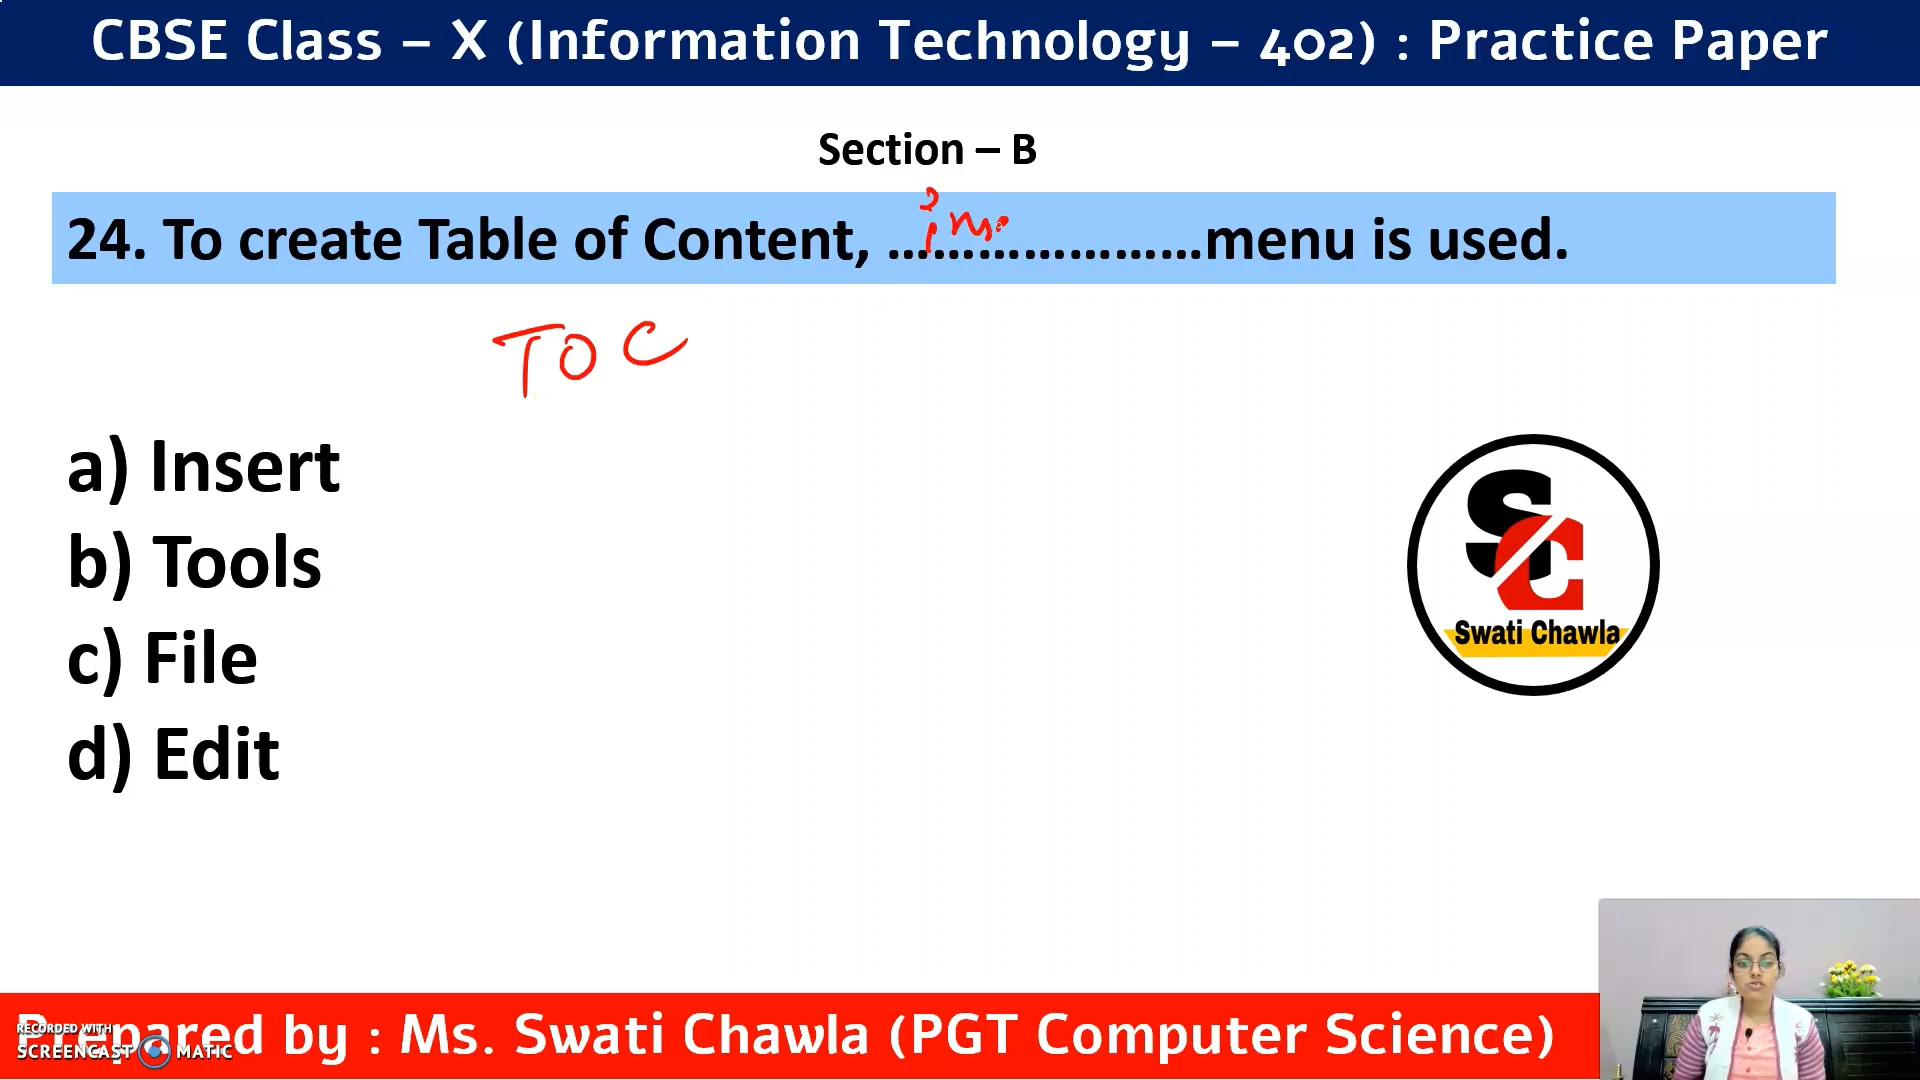 CBSE Class – X (Information Technology – 402) : Practice Paper
Section – B
24. To create Table of Content, …………………menu is used.
TOC
a) Insert
b) Tools
c) File
d) Edit
SC
Swati Chawla
Prepared by : Ms. Swati Chawla (PGT Computer Science)
RECORDED WITH
SCREENCAST MATIC